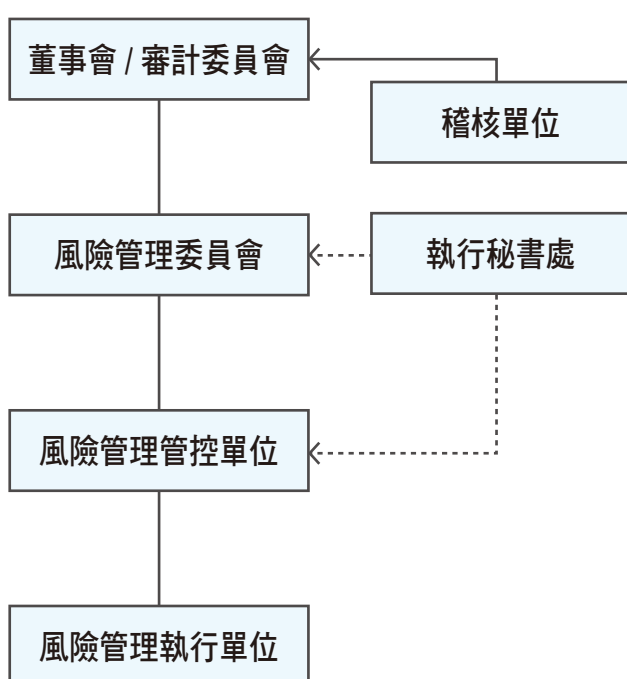 董事會 / 審計委員會
稽核單位
風險管理委員會
執行秘書處
風險管理管控單位
風險管理執行單位